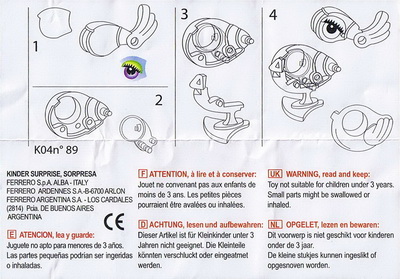 1
2
3
4
K04n° 89
KINDER SURPRISE, SORPRESA
FERRERO S.p.A. ALBA - ITALY
FERRERO ARDENNES S.A.-B-6700 ARLON
FERRERO ARGENTINA S.A. - LOS CARDALES
(2814) Pcia. DE BUENOS AIRES
ARGENTINA
CE
E ATENCION, lea y guarde:
Juguete no apto para menores de 3 años.
Las partes pequeñas podrian ser ingeridas
o inhaladas.
F ATTENTION, à lire et à conserver:
Jouet ne convenant pas aux enfants de
moins de 3 ans. Les petites pièces
pourraient être avalées ou inhalées.
D ACHTUNG, lesen und aufbewahren:
Dieser Artikel ist für Kleinkinder unter 3
Jahren nicht geeignet. Die Kleinteile
könnten verschluckt oder eingeatmet
werden.
UK WARNING, read and keep:
Toy not suitable for children under 3 years.
Small parts might be swallowed or
inhaled.
NL OPGELET, lezen en bewaren:
Dit voorwerp is niet geschikt voor kinderen
onder de 3 jaar.
De kleine stukjes kunnen ingeslikt of
opgesnoven worden.